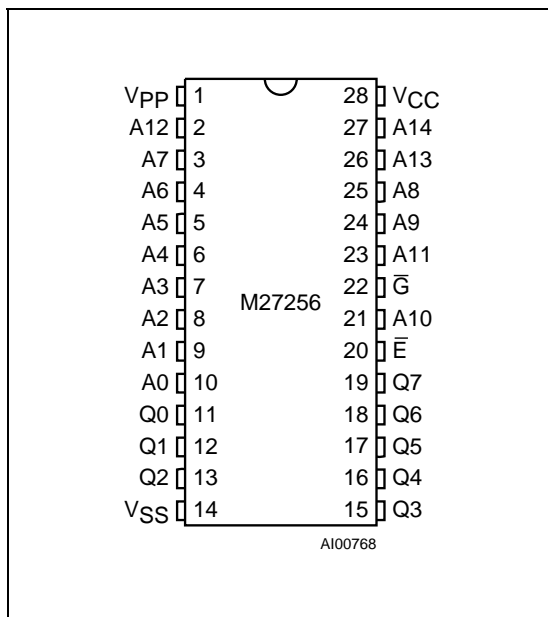 VPP 1 28 VCC
A12 2 27 A14
A7 3 26 A13
A6 4 25 A8
A5 5 24 A9
A4 6 23 A11
A3 7 22 G̅
M27256
A2 8 21 A10
A1 9 20 E̅
A0 10 19 Q7
Q0 11 18 Q6
Q1 12 17 Q5
Q2 13 16 Q4
VSS 14 15 Q3
AI00768